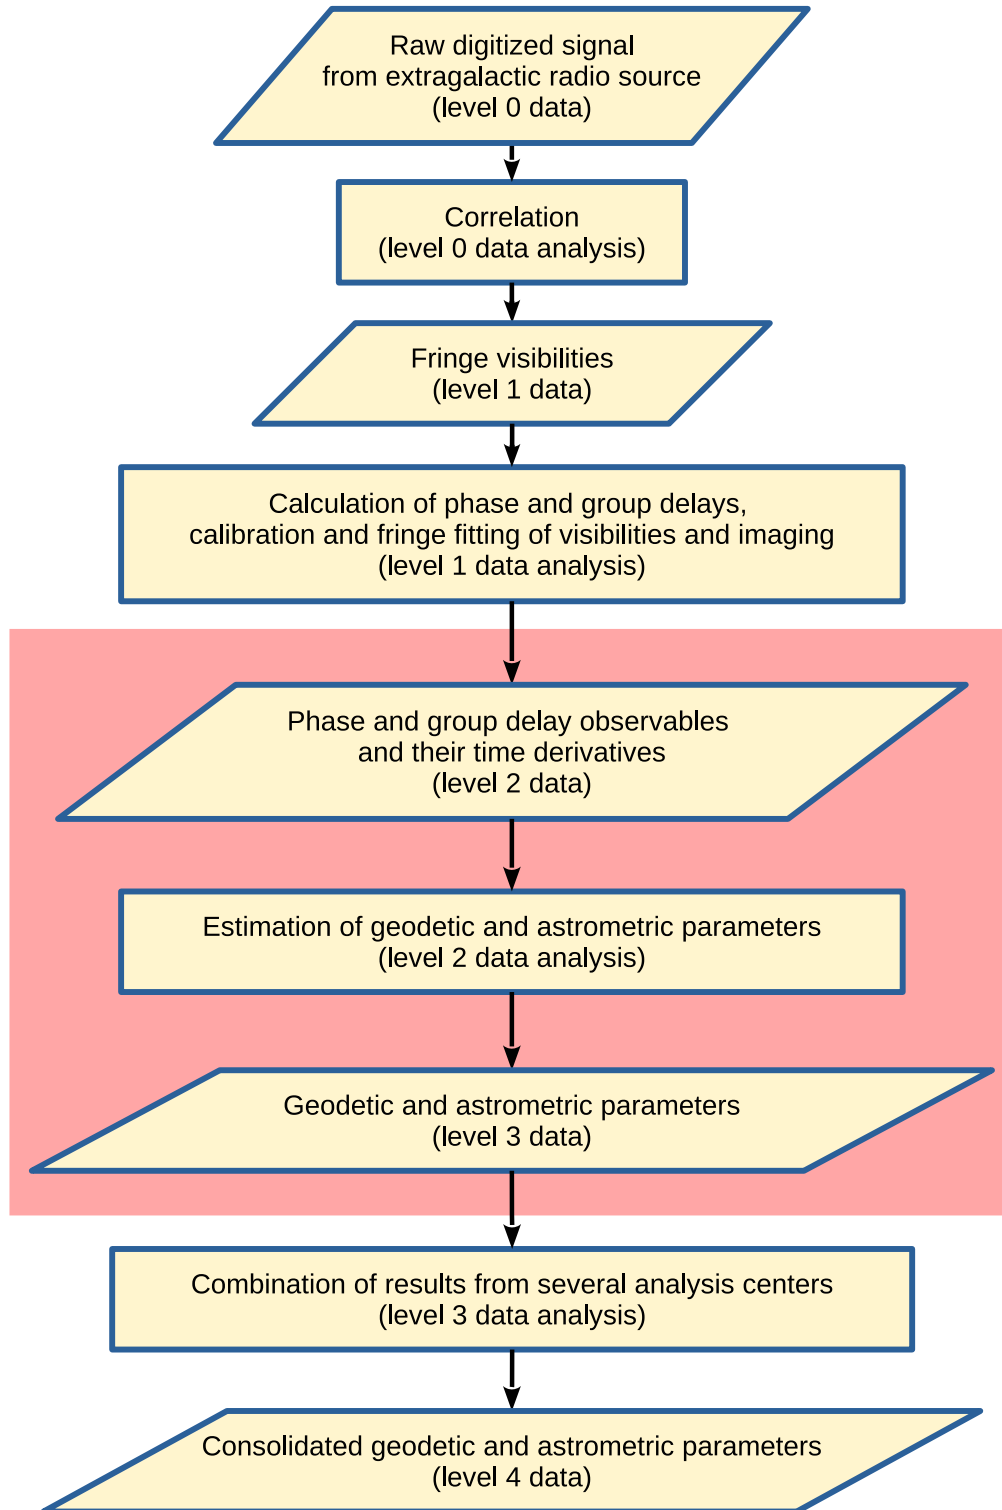 Raw digitized signal
from extragalactic radio source
(level 0 data)
Correlation
(level 0 data analysis)
Fringe visibilities
(level 1 data)
Calculation of phase and group delays,
calibration and fringe fitting of visibilities and imaging
(level 1 data analysis)
Phase and group delay observables
and their time derivatives
(level 2 data)
Estimation of geodetic and astrometric parameters
(level 2 data analysis)
Geodetic and astrometric parameters
(level 3 data)
Combination of results from several analysis centers
(level 3 data analysis)
Consolidated geodetic and astrometric parameters
(level 4 data)